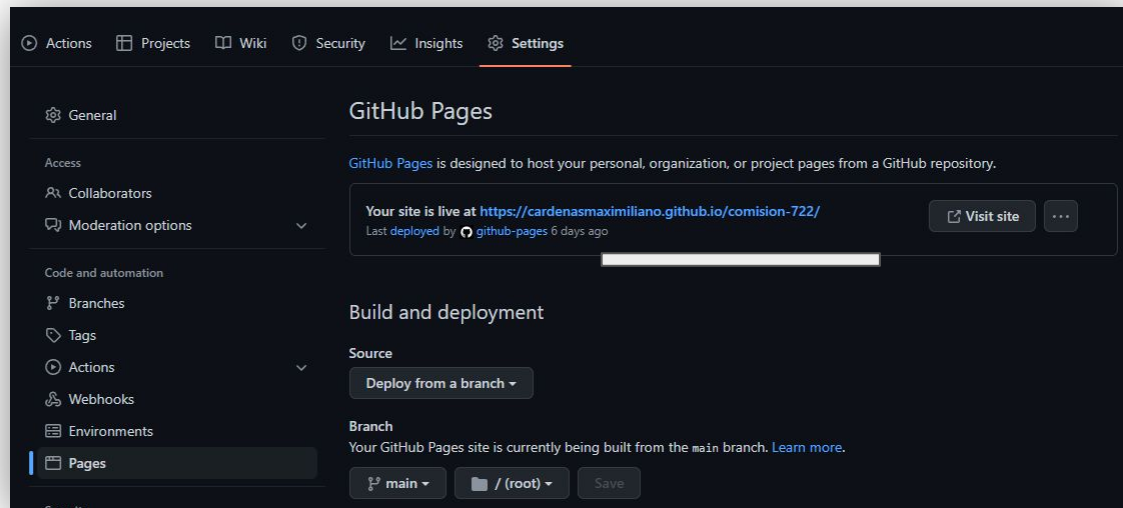 Actions Projects Wiki Security Insights Settings
General
Access
Collaborators
Moderation options
Code and automation
Branches
Tags
Actions
Webhooks
Environments
Pages
GitHub Pages
GitHub Pages is designed to host your personal, organization, or project pages from a GitHub repository.
Your site is live at https://cardenasmaximiliano.github.io/comision-722/
Last deployed by github-pages 6 days ago
Visit site
Build and deployment
Source
Deploy from a branch
Branch
Your GitHub Pages site is currently being built from the main branch. Learn more.
main / (root) Save